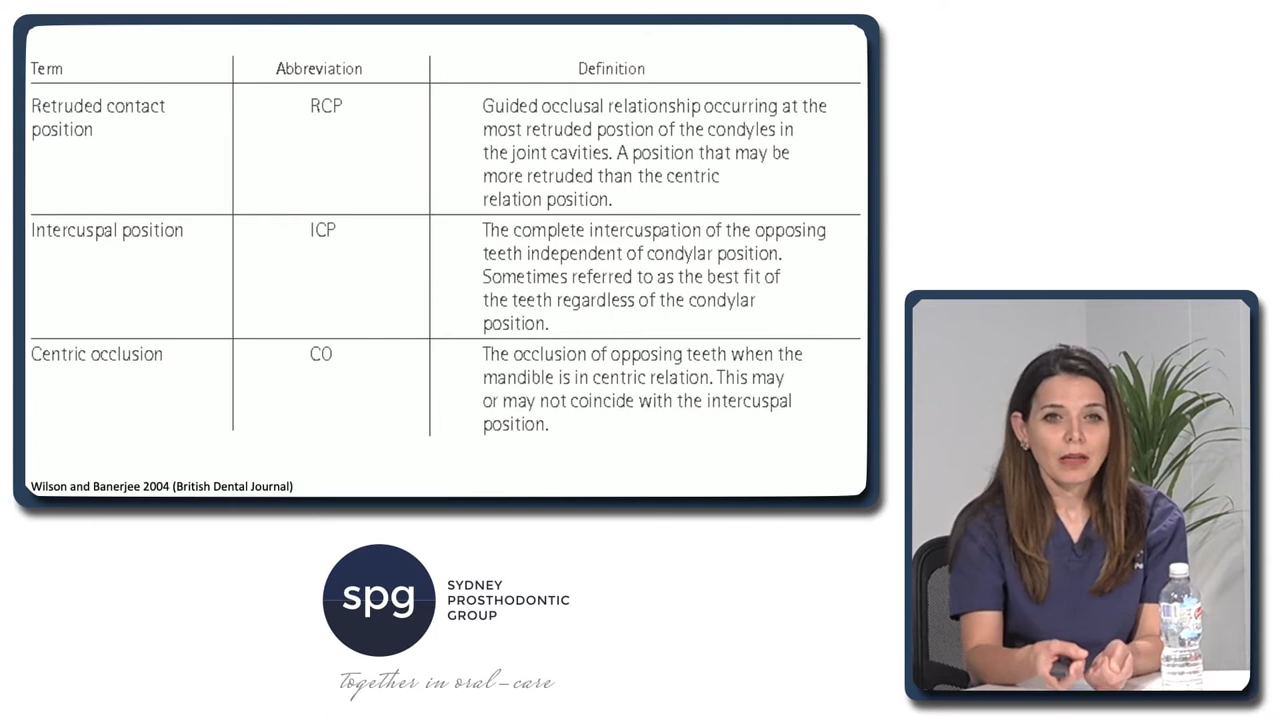 Term Abbreviation Definition
Retruded contact RCP Guided occlusal relationship occurring at the
position most retruded postion of the condyles in
the joint cavities. A position that may be
more retruded than the centric
relation position.
Intercuspal position ICP The complete intercuspation of the opposing
teeth independent of condylar position.
Sometimes referred to as the best fit of
the teeth regardless of the condylar
position.
Centric occlusion CO The occlusion of opposing teeth when the
mandible is in centric relation. This may
or may not coincide with the intercuspal
position.
Wilson and Banerjee 2004 (British Dental Journal)
spg
SYDNEY
PROSTHODONTIC
GROUP
Together in oral-care